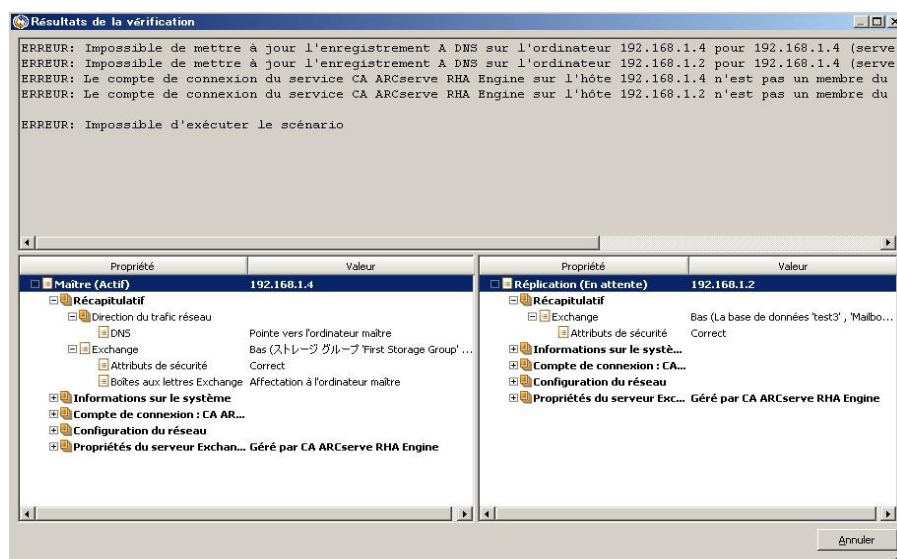 Résultats de la vérification
ERREUR: Impossible de mettre à jour l'enregistrement A DNS sur l'ordinateur 192.168.1.4 pour 192.168.1.4 (serve
ERREUR: Impossible de mettre à jour l'enregistrement A DNS sur l'ordinateur 192.168.1.2 pour 192.168.1.2 (serve
ERREUR: Le compte de connexion du service CA ARCserve RHA Engine sur l'hôte 192.168.1.4 n'est pas un membre du
ERREUR: Le compte de connexion du service CA ARCserve RHA Engine sur l'hôte 192.168.1.2 n'est pas un membre du
ERREUR: Impossible d'exécuter le scénario
Propriété Valeur
Maître (Actif) 192.168.1.4
Récapitulatif
Direction du trafic réseau
DNS Pointe vers l'ordinateur maître
Exchange Bas (ストレージ グループ 'First Storage Group' ...
Attributs de sécurité Correct
Boîtes aux lettres Exchange Affectation à l'ordinateur maître
Informations sur le système
Compte de connexion : CA AR...
Configuration du réseau
Propriétés du serveur Exchan... Géré par CA ARCserve RHA Engine
Propriété Valeur
Réplication (En attente) 192.168.1.2
Récapitulatif
Exchange Bas (La base de données 'test3' , 'Mailbo...
Attributs de sécurité Correct
Informations sur le systè...
Compte de connexion : CA...
Configuration du réseau
Propriétés du serveur Exc... Géré par CA ARCserve RHA Engine
Annuler